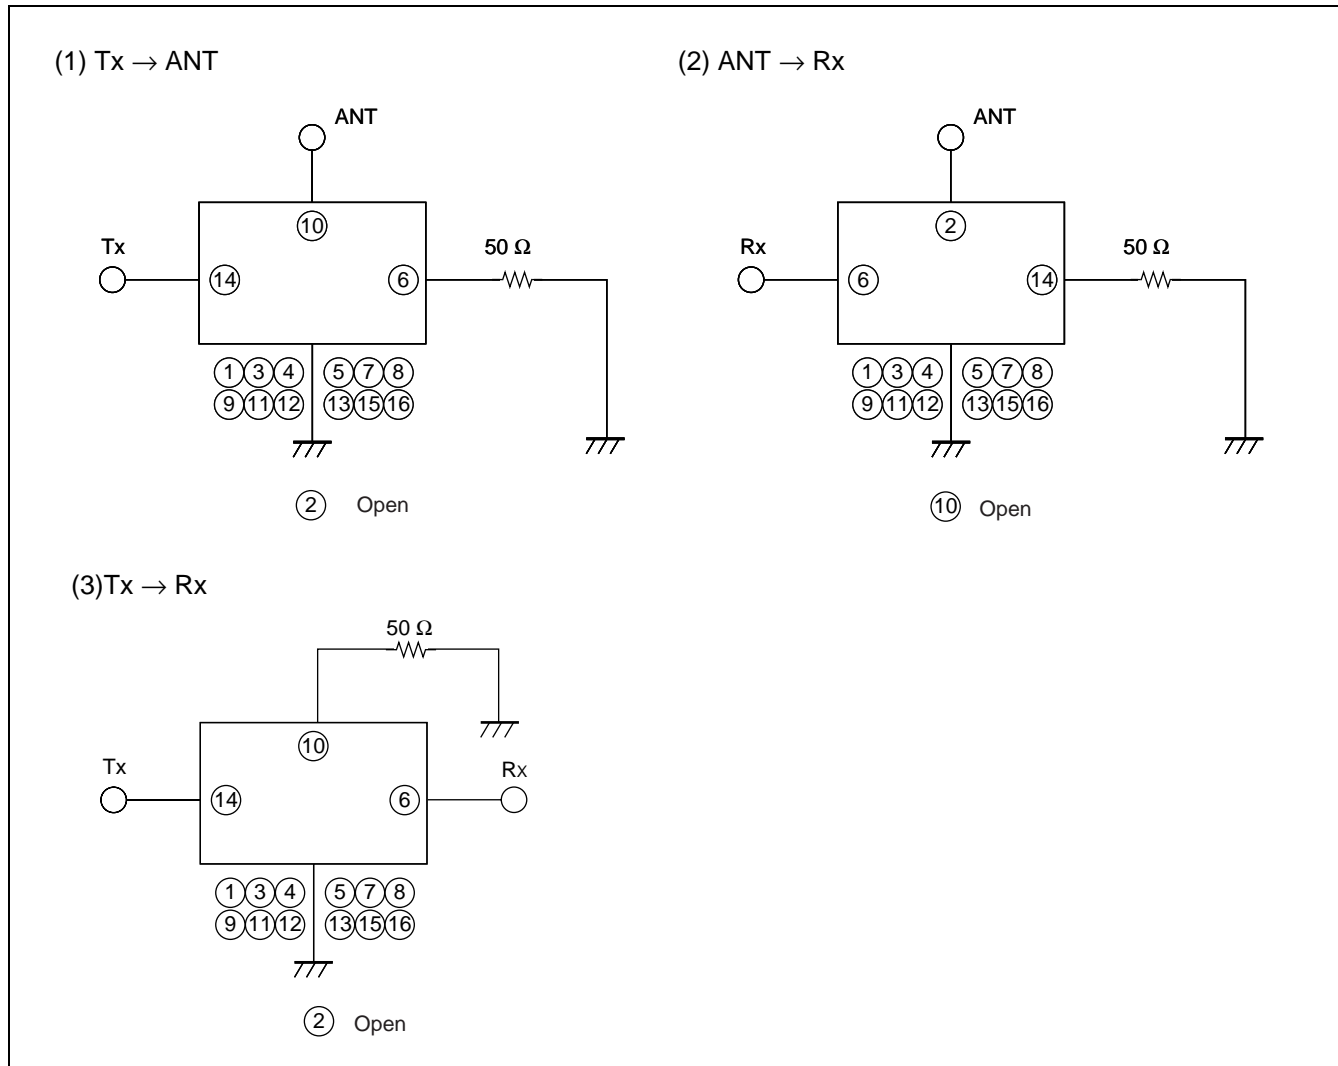 (1) Tx → ANT
ANT
10
Tx
14
6
50 Ω
1 3 4 5 7 8
9 11 12 13 15 16
2 Open
(2) ANT → Rx
ANT
2
Rx
6
14
50 Ω
1 3 4 5 7 8
9 11 12 13 15 16
10 Open
(3)Tx → Rx
50 Ω
10
Tx
14
6
Rx
1 3 4 5 7 8
9 11 12 13 15 16
2 Open